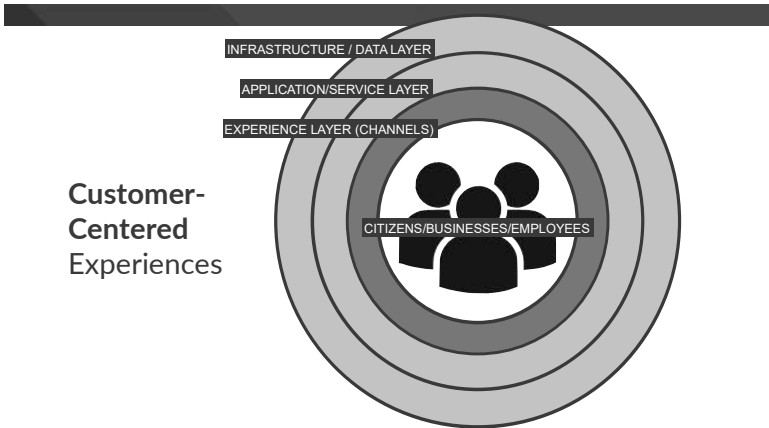 INFRASTRUCTURE / DATA LAYER
APPLICATION/SERVICE LAYER
EXPERIENCE LAYER (CHANNELS)
Customer-
Centered
Experiences
CITIZENS/BUSINESSES/EMPLOYEES